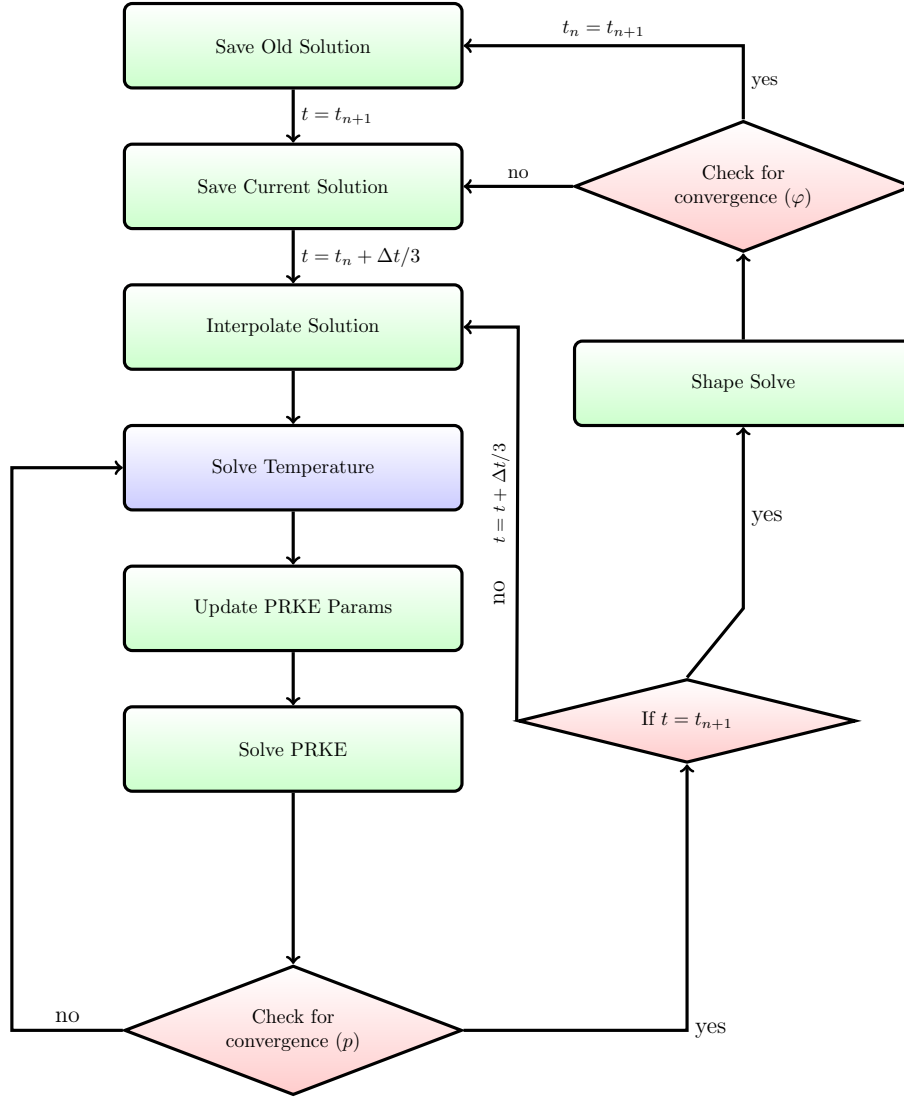 Save Old Solution
t_n = t_{n+1}
yes
t = t_{n+1}
Check for
convergence (φ)
no
Save Current Solution
t = t_n + Δt/3
Interpolate Solution
Shape Solve
t = t + Δt/3
no
Solve Temperature
yes
Update PRKE Params
If t = t_{n+1}
Solve PRKE
no
Check for
convergence (p)
yes